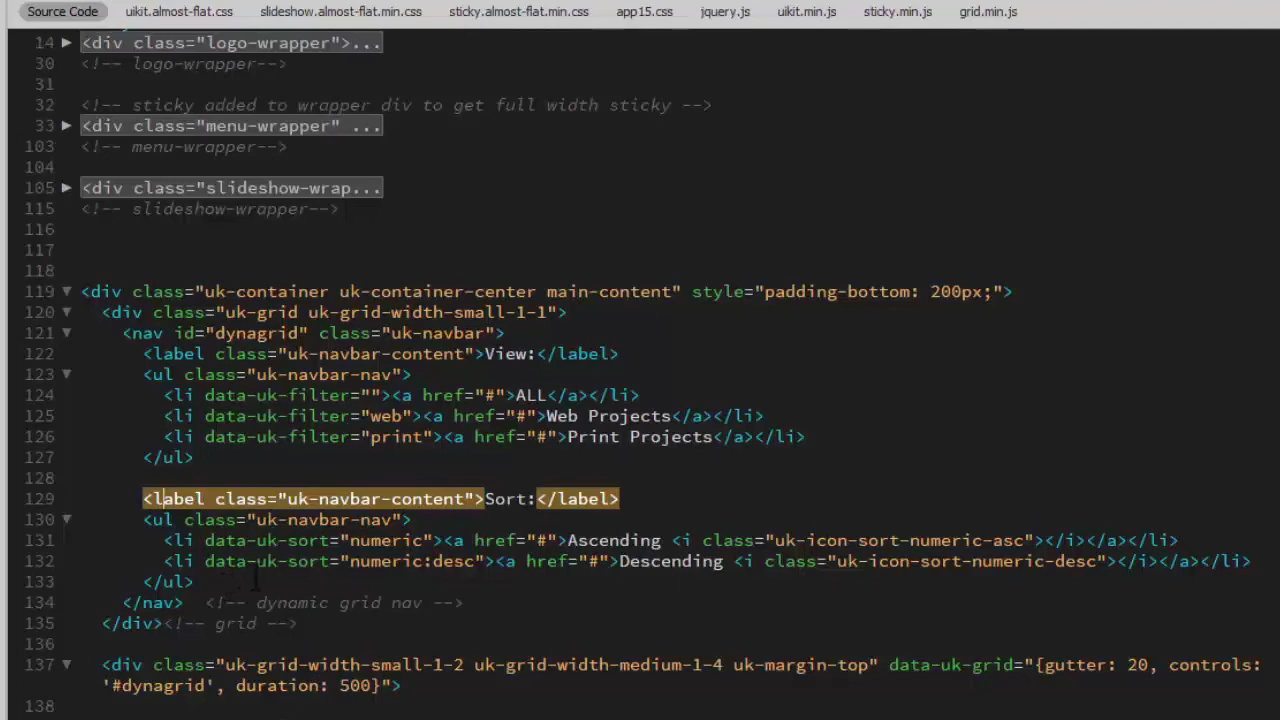 Source Code uikit.almost-flat.css slideshow.almost-flat.min.css sticky.almost-flat.min.css app15.css jquery.js uikit.min.js sticky.min.js grid.min.js
14 <div class="logo-wrapper">...
30 <!-- logo-wrapper-->
31
32 <!-- sticky added to wrapper div to get full width sticky -->
33 <div class="menu-wrapper" ...
103 <!-- menu-wrapper-->
104
105 <div class="slideshow-wrap...
115 <!-- slideshow-wrapper-->
116
117
118
119 <div class="uk-container uk-container-center main-content" style="padding-bottom: 200px;">
120 <div class="uk-grid uk-grid-width-small-1-1">
121 <nav id="dynagrid" class="uk-navbar">
122 <label class="uk-navbar-content">View:</label>
123 <ul class="uk-navbar-nav">
124 <li data-uk-filter=""><a href="#">ALL</a></li>
125 <li data-uk-filter="web"><a href="#">Web Projects</a></li>
126 <li data-uk-filter="print"><a href="#">Print Projects</a></li>
127 </ul>
128
129 <label class="uk-navbar-content">Sort:</label>
130 <ul class="uk-navbar-nav">
131 <li data-uk-sort="numeric"><a href="#">Ascending <i class="uk-icon-sort-numeric-asc"></i></a></li>
132 <li data-uk-sort="numeric:desc"><a href="#">Descending <i class="uk-icon-sort-numeric-desc"></i></a></li>
133 </ul>
134 </nav> <!-- dynamic grid nav -->
135 </div><!-- grid -->
136
137 <div class="uk-grid-width-small-1-2 uk-grid-width-medium-1-4 uk-margin-top" data-uk-grid="{gutter: 20, controls:
'#dynagrid', duration: 500}">
138